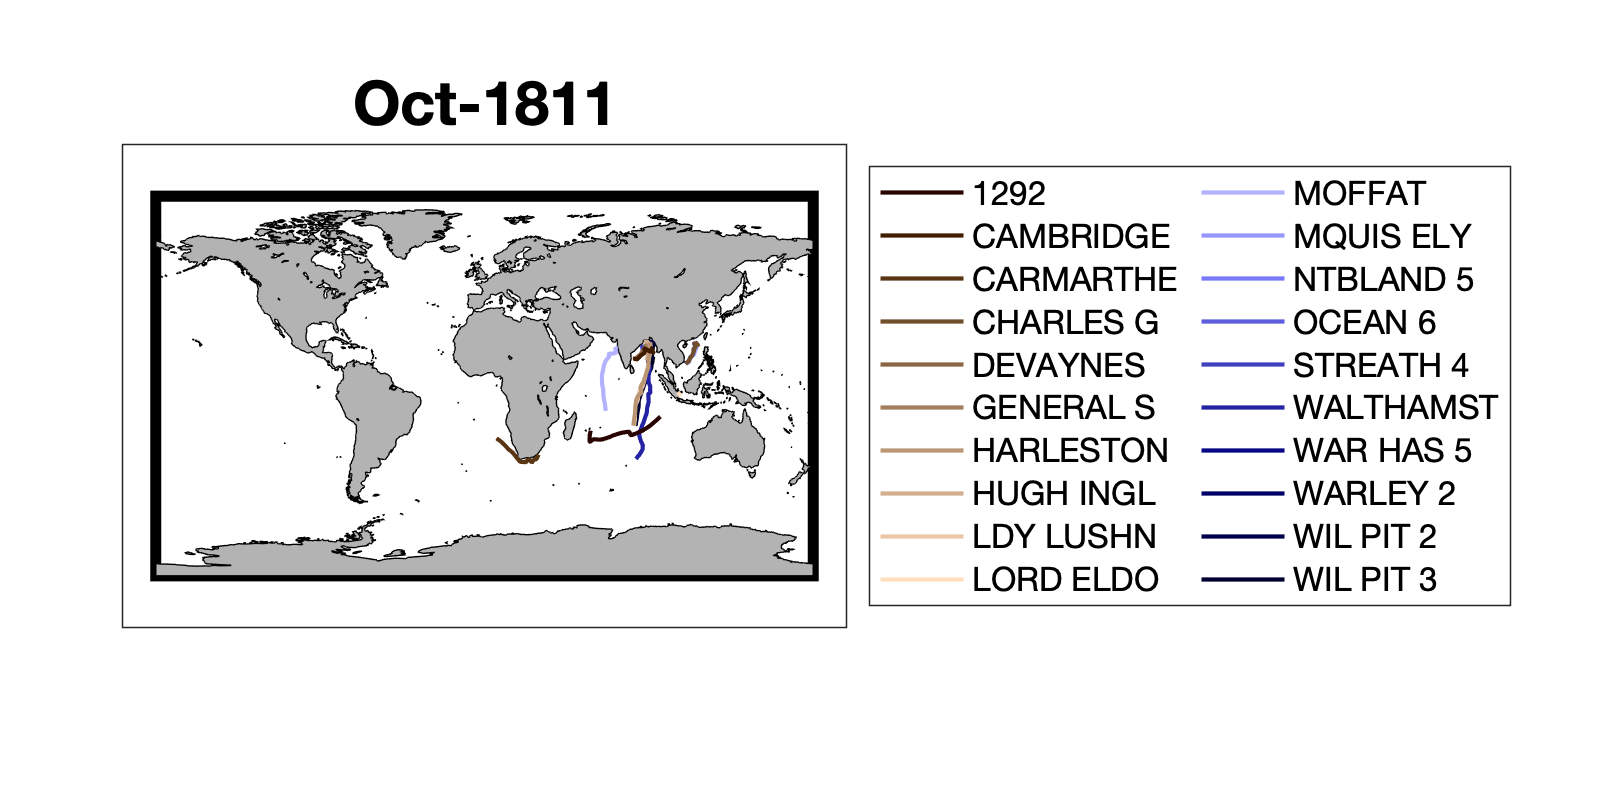 Oct-1811
1292
CAMBRIDGE
CARMARTHE
CHARLES G
DEVAYNES
GENERAL S
HARLESTON
HUGH INGL
LDY LUSHN
LORD ELDO
MOFFAT
MQUIS ELY
NTBLAND 5
OCEAN 6
STREATH 4
WALTHAMST
WAR HAS 5
WARLEY 2
WIL PIT 2
WIL PIT 3